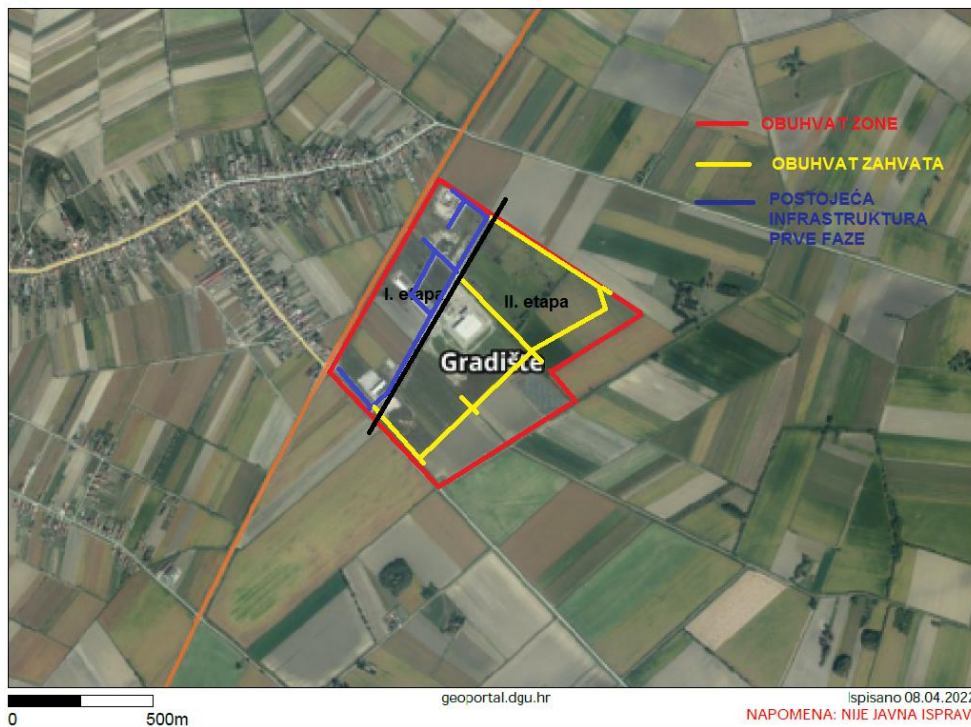 OBUHVAT ZONE
OBUHVAT ZAHVATA
POSTOJEĆA
INFRASTRUKTURA
PRVE FAZE
I. etapa
II. etapa
Gradište
0 500m
geoportal.dgu.hr
Ispisano 08.04.2022
NAPOMENA: NIJE JAVNA ISPRAV